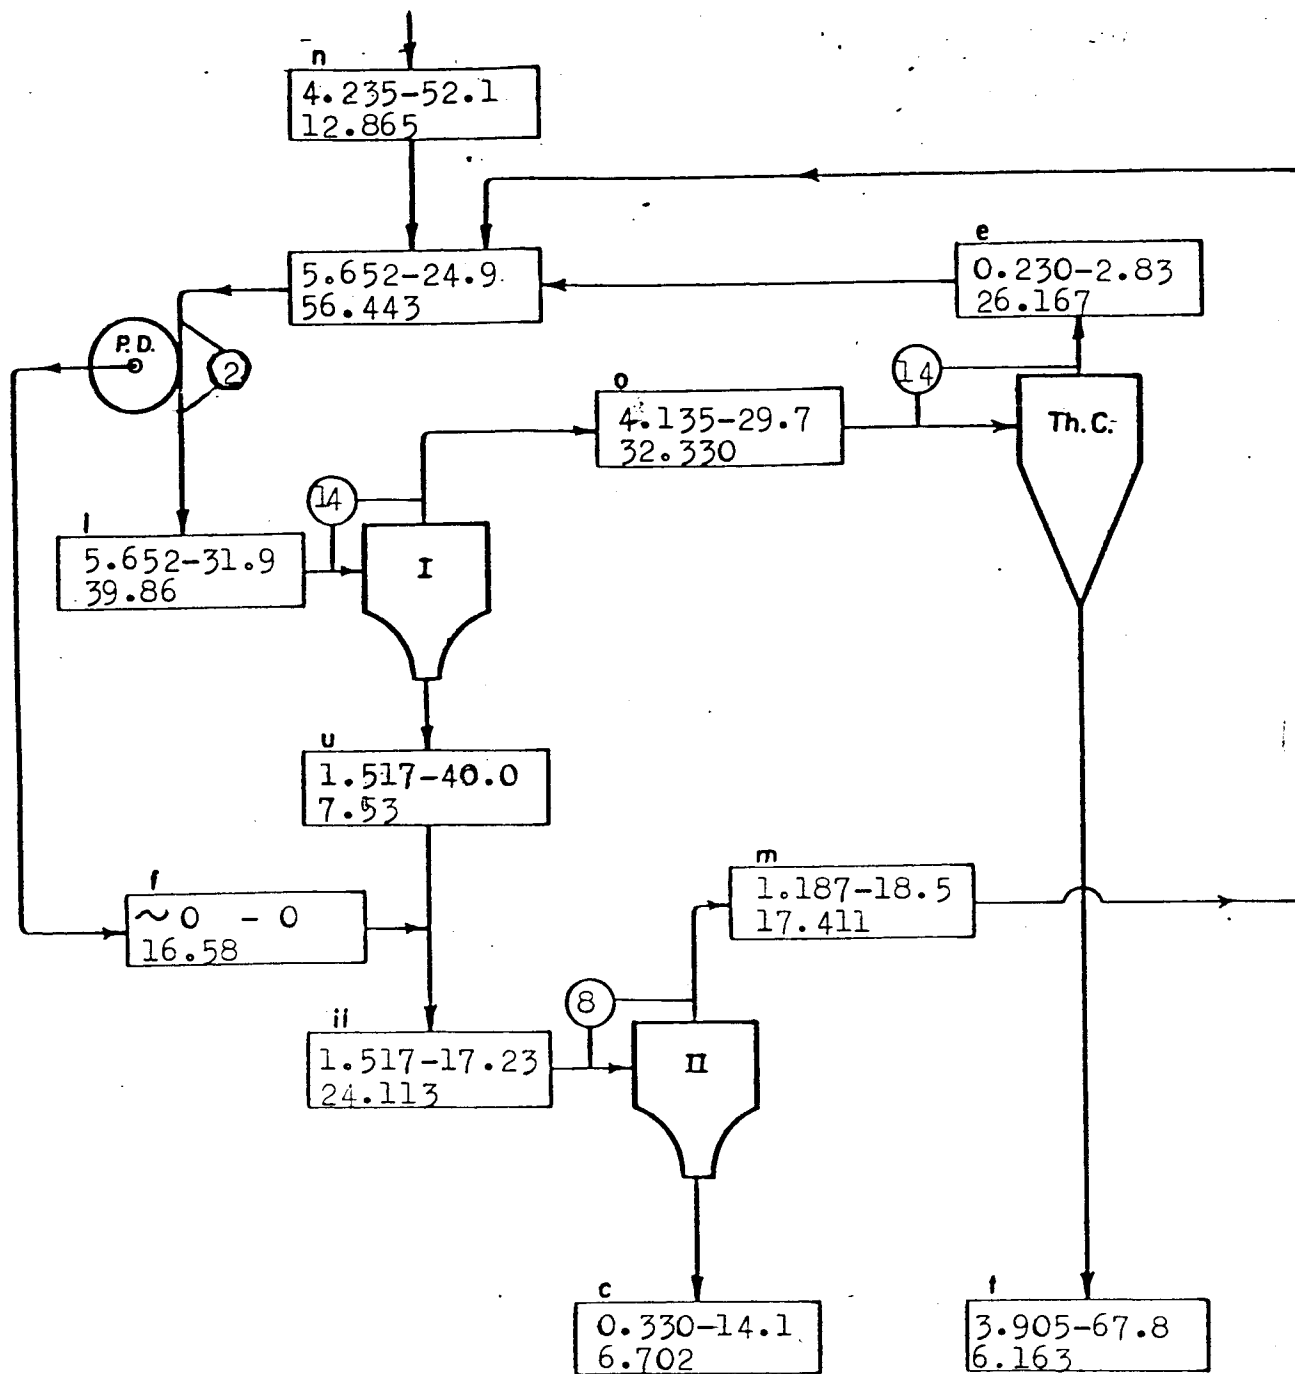 n
4.235-52.1
12.865
5.652-24.9
56.443
e
0.230-2.83
26.167
P.D.
2
o
4.135-29.7
32.330
14
Th.C.
i
5.652-31.9
39.86
14
I
u
1.517-40.0
7.53
f
~0 - 0
16.58
m
1.187-18.5
17.411
ii
1.517-17.23
24.113
8
II
c
0.330-14.1
6.702
t
3.905-67.8
6.163